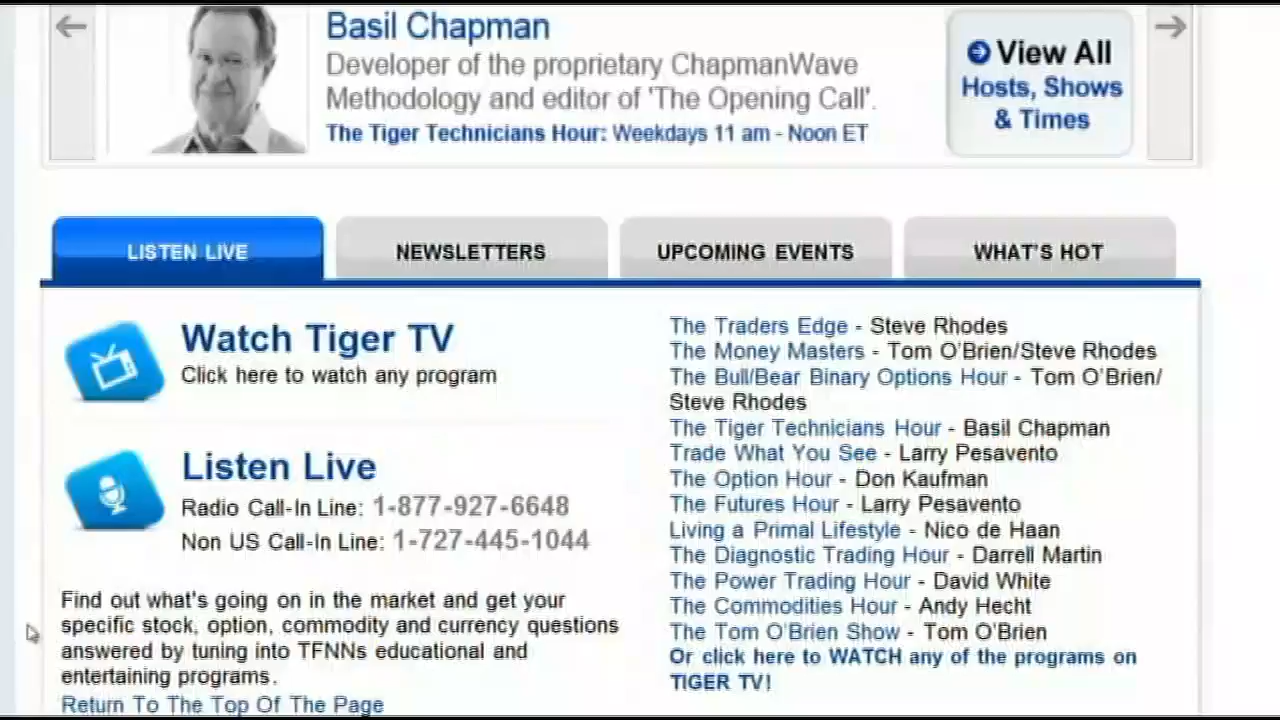 Basil Chapman
Developer of the proprietary ChapmanWave
Methodology and editor of 'The Opening Call'.
The Tiger Technicians Hour: Weekdays 11 am - Noon ET
View All
Hosts, Shows
& Times
LISTEN LIVE
NEWSLETTERS
UPCOMING EVENTS
WHAT'S HOT
Watch Tiger TV
Click here to watch any program
Listen Live
Radio Call-In Line: 1-877-927-6648
Non US Call-In Line: 1-727-445-1044
Find out what's going on in the market and get your
specific stock, option, commodity and currency questions
answered by tuning into TFNNs educational and
entertaining programs.
Return To The Top Of The Page
The Traders Edge - Steve Rhodes
The Money Masters - Tom O'Brien/Steve Rhodes
The Bull/Bear Binary Options Hour - Tom O'Brien/
Steve Rhodes
The Tiger Technicians Hour - Basil Chapman
Trade What You See - Larry Pesavento
The Option Hour - Don Kaufman
The Futures Hour - Larry Pesavento
Living a Primal Lifestyle - Nico de Haan
The Diagnostic Trading Hour - Darrell Martin
The Power Trading Hour - David White
The Commodities Hour - Andy Hecht
The Tom O'Brien Show - Tom O'Brien
Or click here to WATCH any of the programs on
TIGER TV!